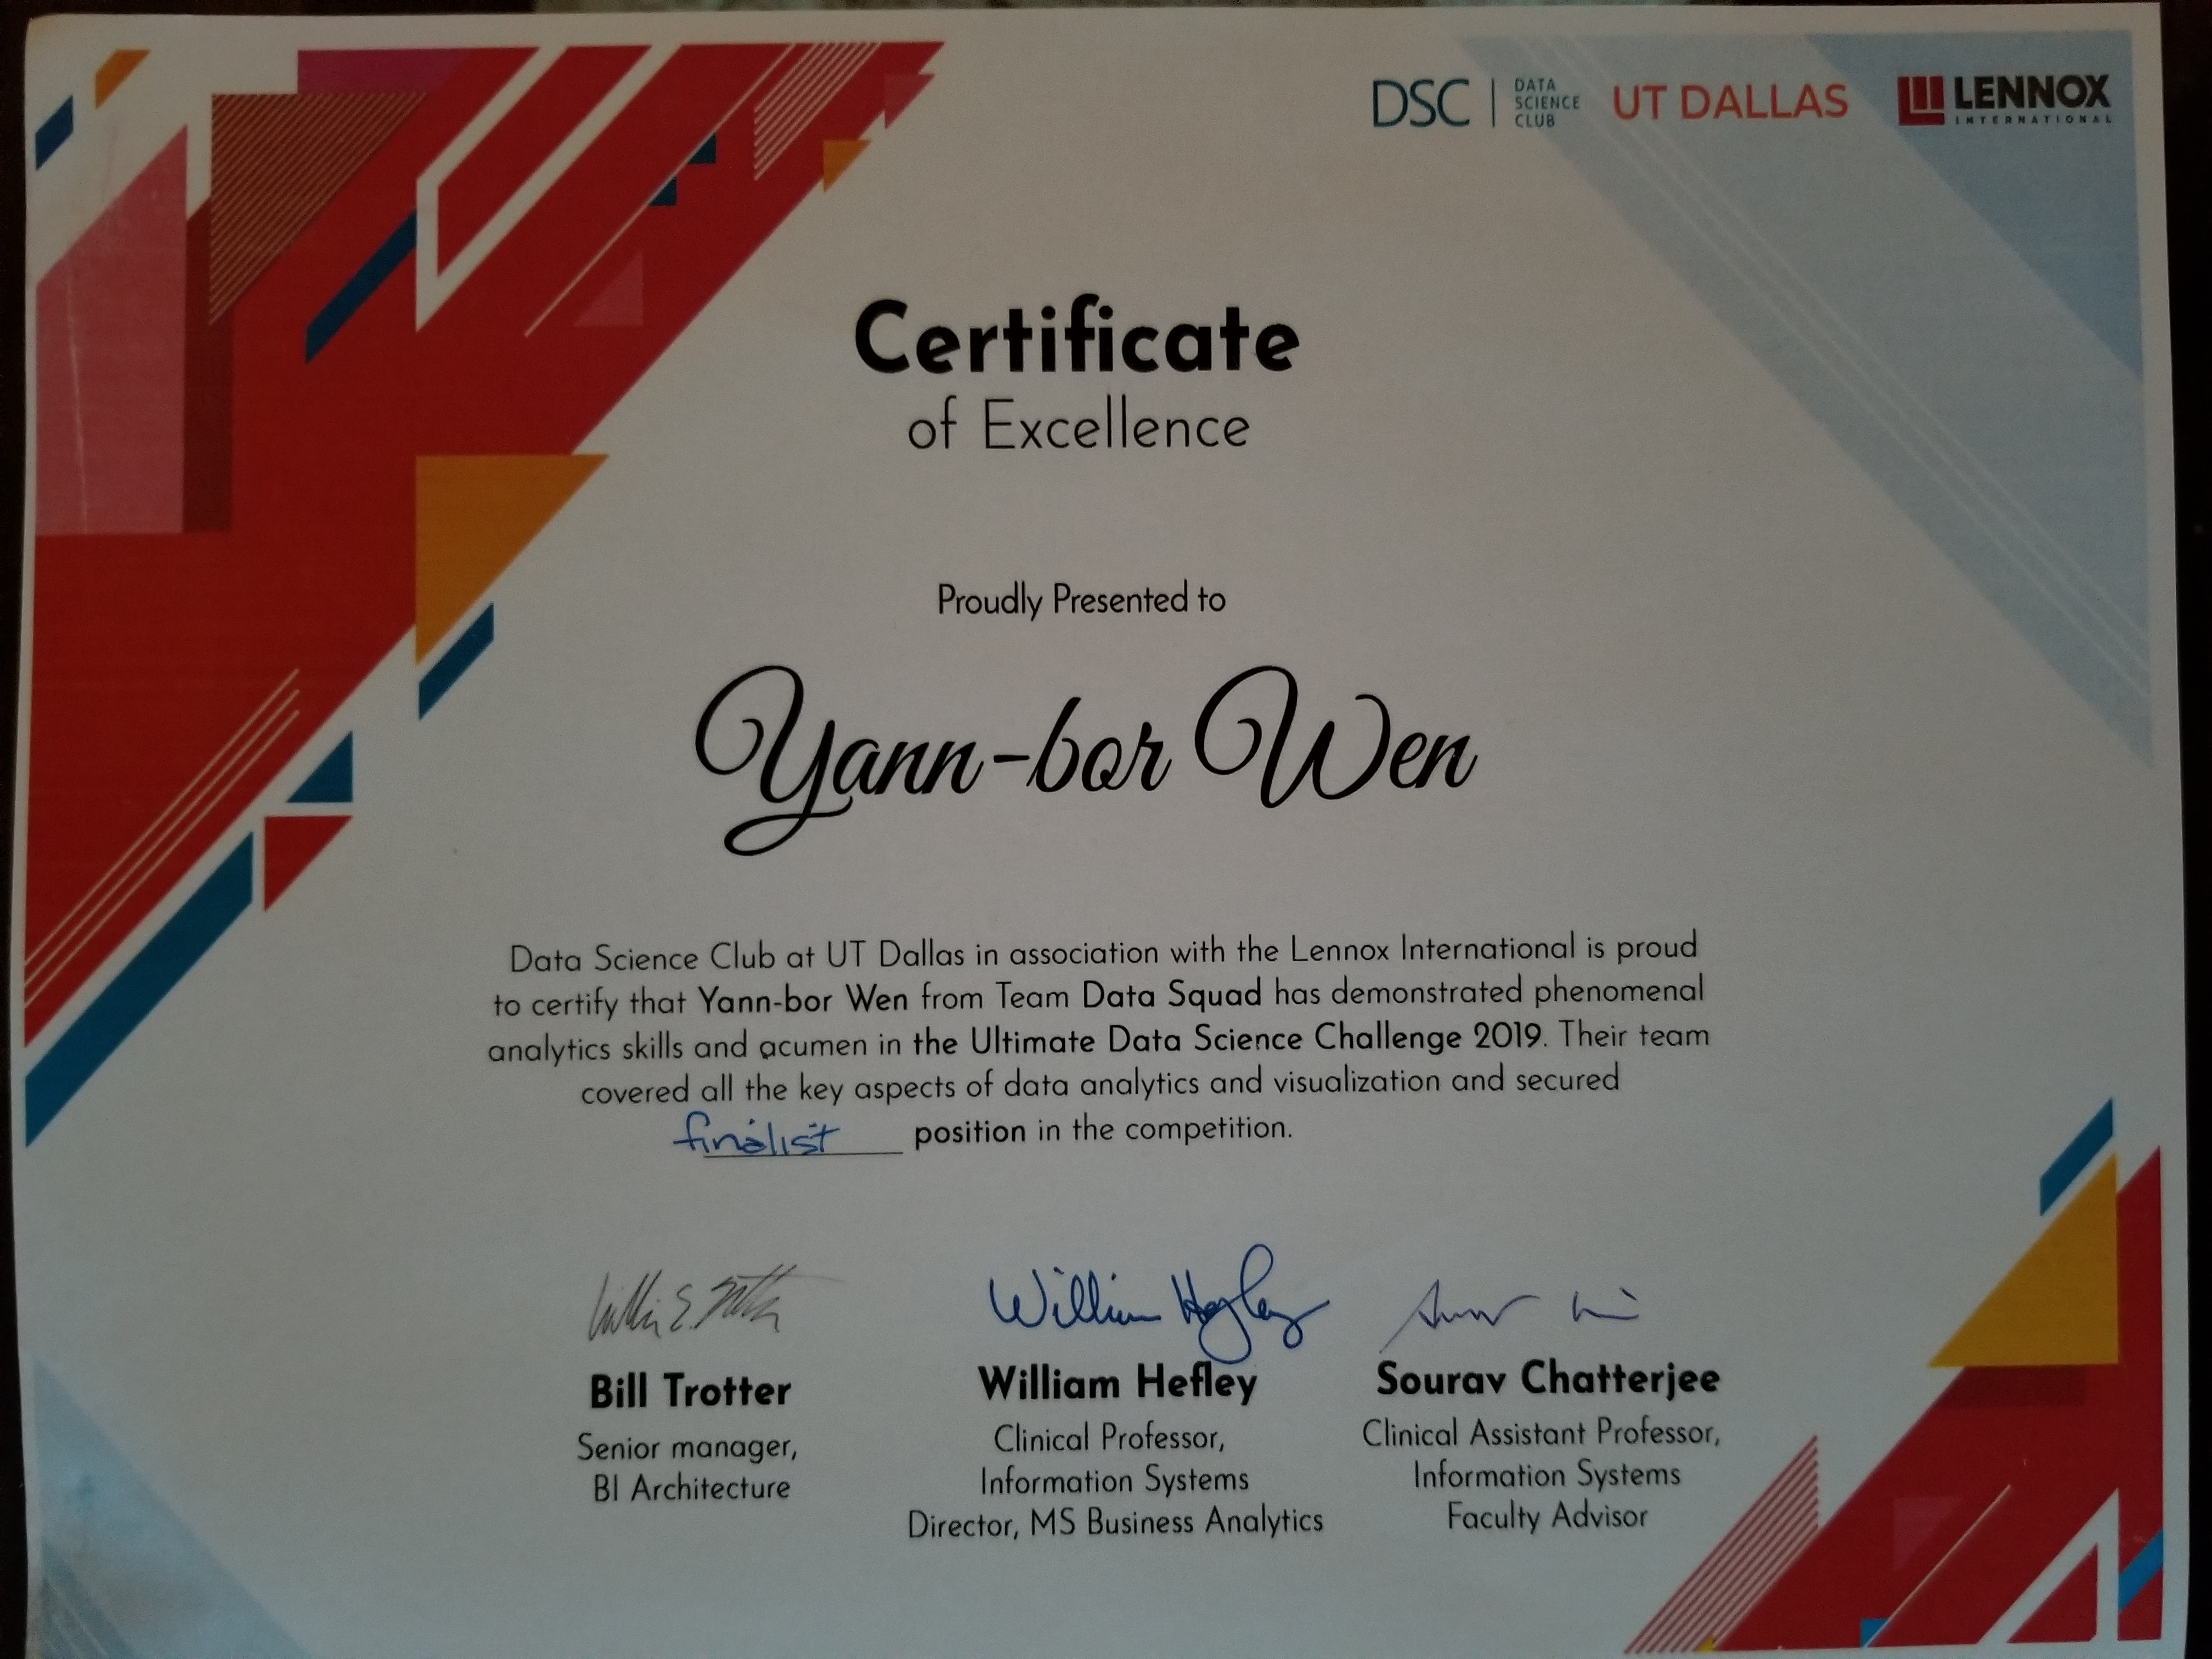 DSC | DATA SCIENCE CLUB UT DALLAS LENNOX INTERNATIONAL
Certificate
of Excellence
Proudly Presented to
Yann-bor Wen
Data Science Club at UT Dallas in association with the Lennox International is proud
to certify that Yann-bor Wen from Team Data Squad has demonstrated phenomenal
analytics skills and acumen in the Ultimate Data Science Challenge 2019. Their team
covered all the key aspects of data analytics and visualization and secured
finalist position in the competition.
William Hefley
Bill Trotter
Senior manager,
BI Architecture
William Hefley
Clinical Professor,
Information Systems
Director, MS Business Analytics
Sourav Chatterjee
Clinical Assistant Professor,
Information Systems
Faculty Advisor